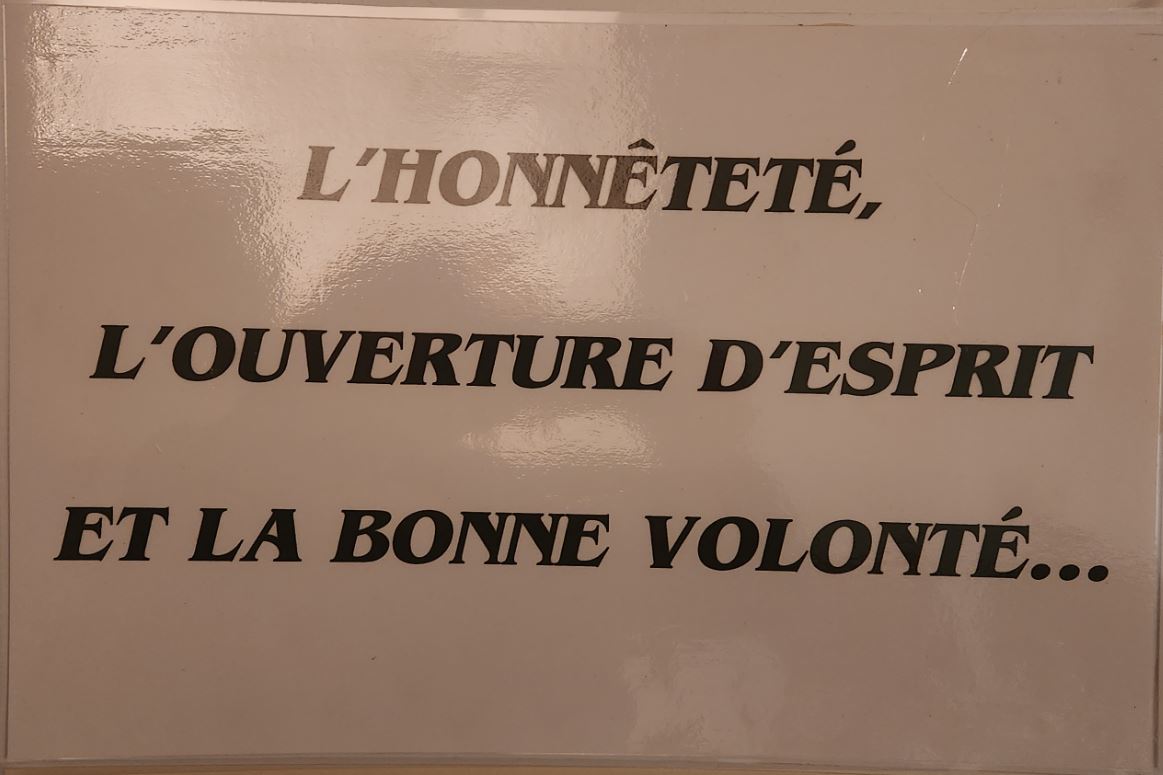 L'HONNÊTETÉ,
L'OUVERTURE D'ESPRIT
ET LA BONNE VOLONTÉ...